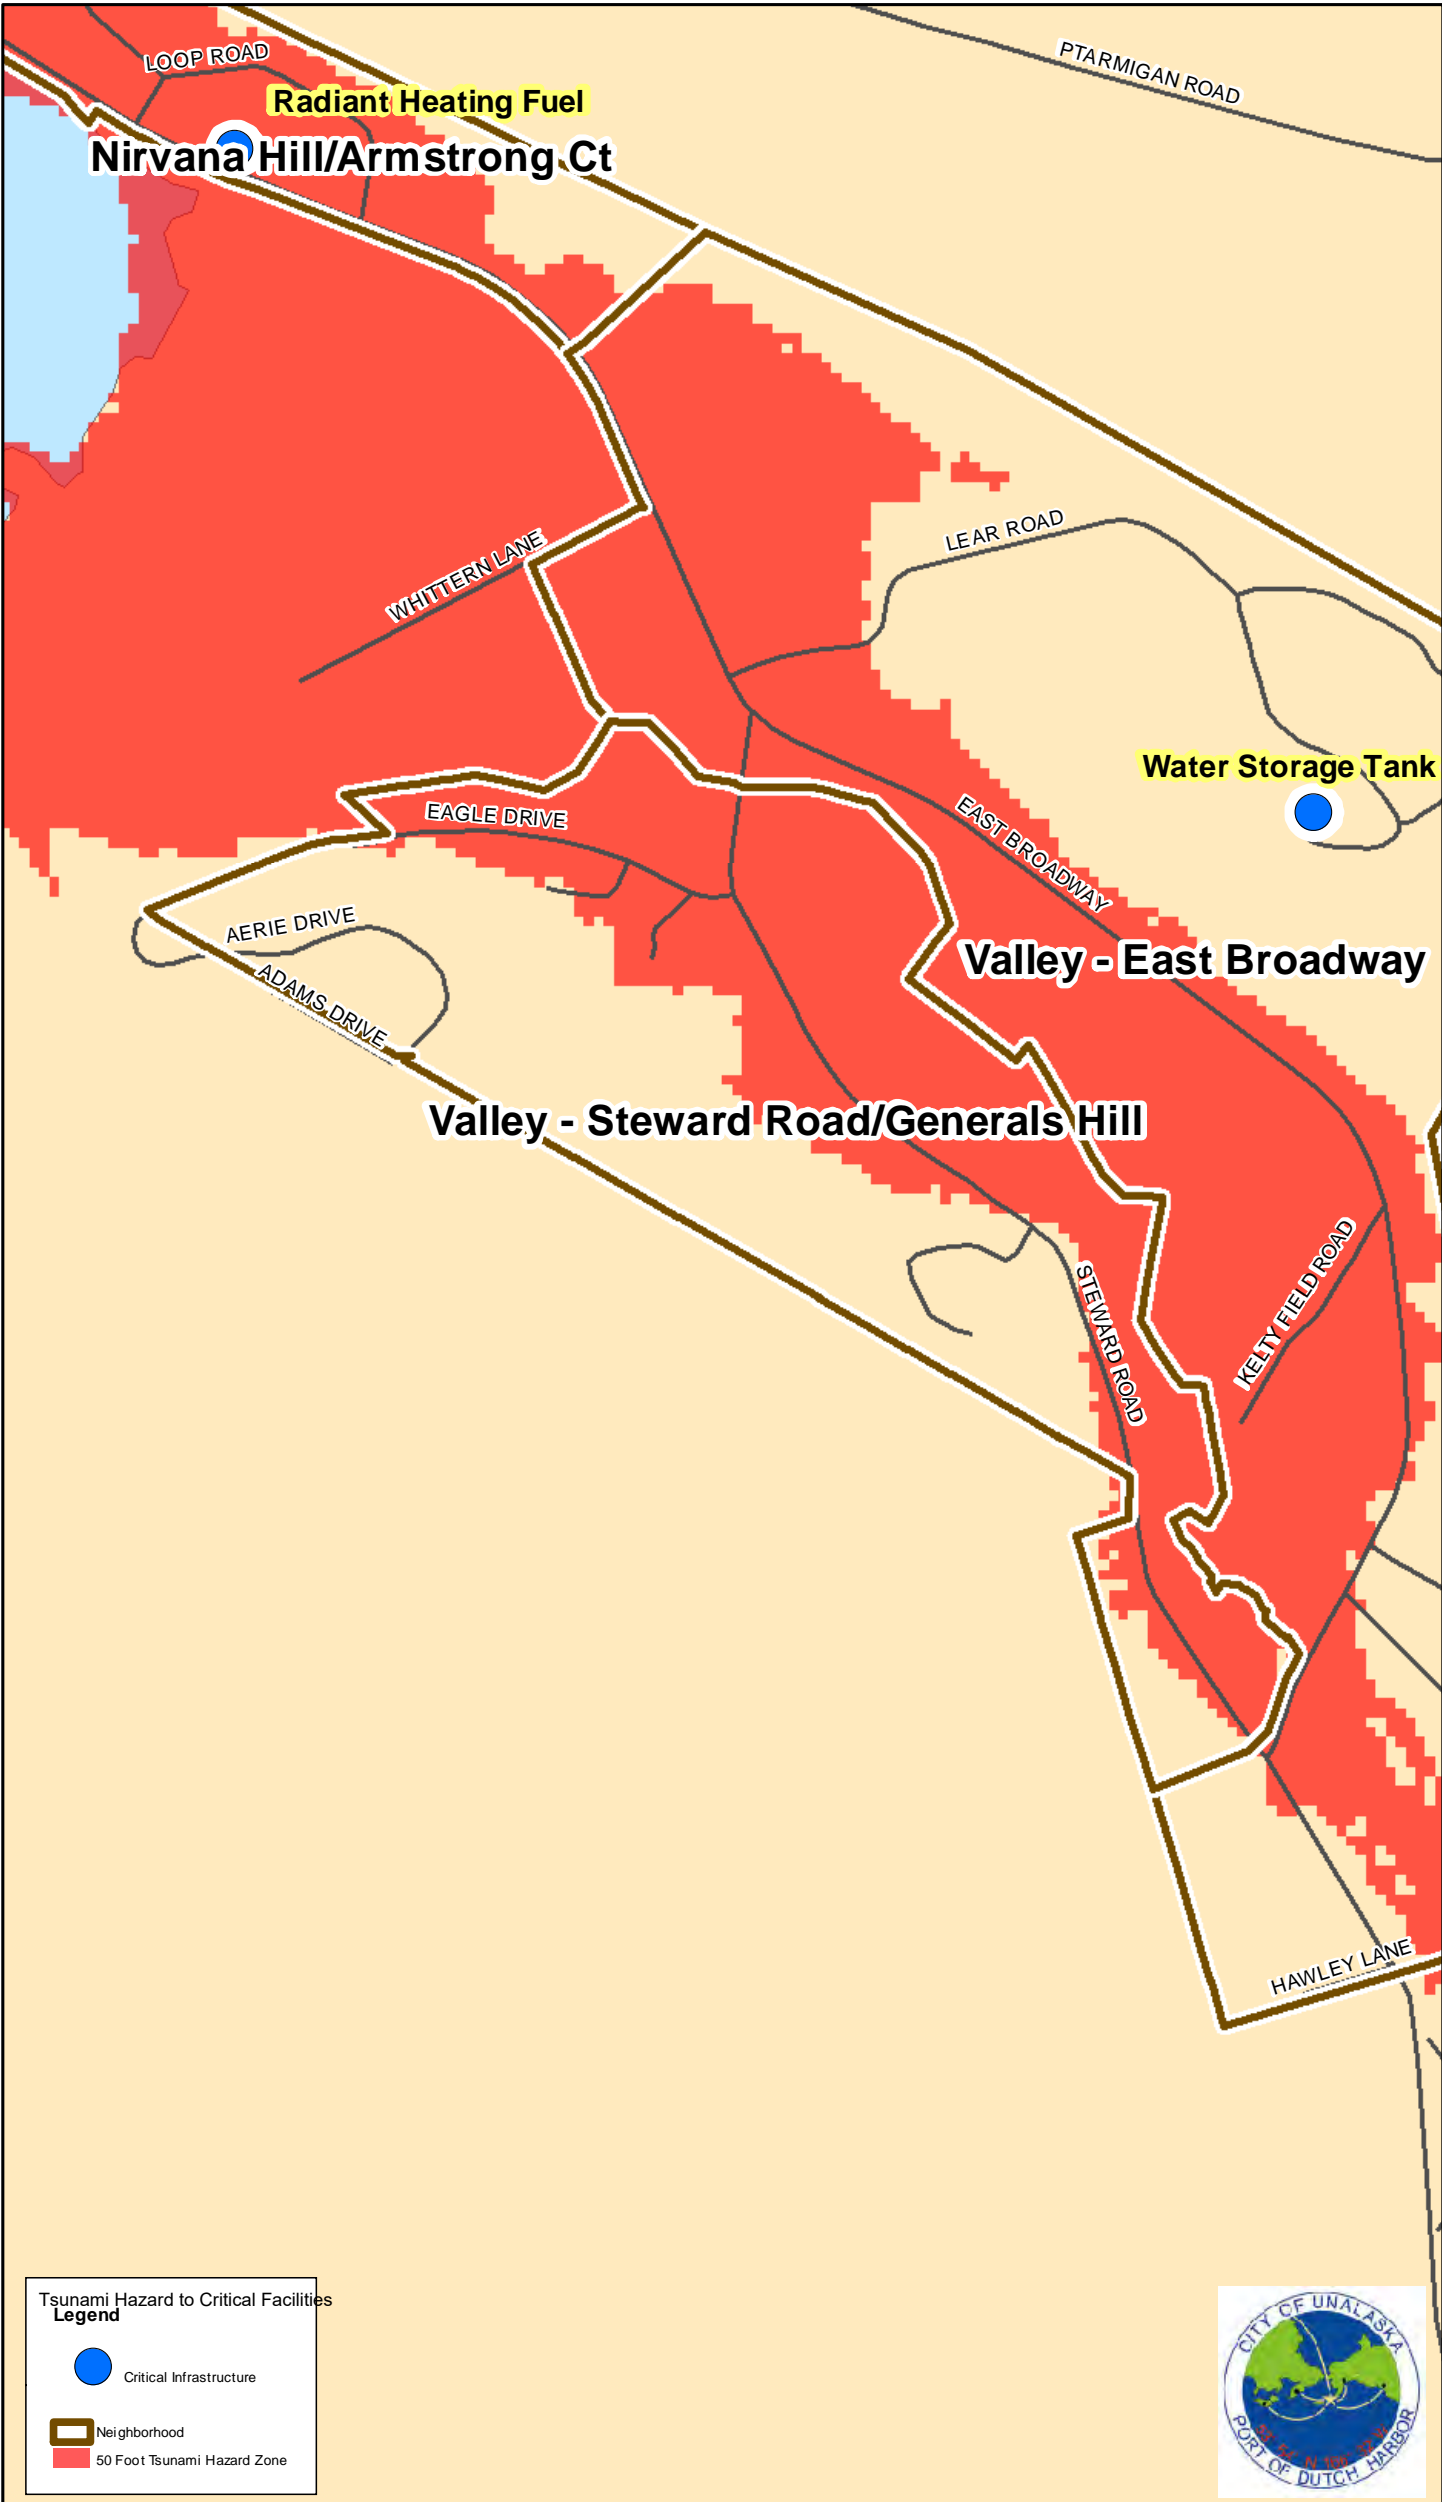 LOOP ROAD
PTARMIGAN ROAD
Radiant Heating Fuel
Nirvana Hill/Armstrong Ct
LEAR ROAD
WHITTERN LANE
Water Storage Tank
EAGLE DRIVE
EAST BROADWAY
AERIE DRIVE
Valley - East Broadway
ADAMS DRIVE
Valley - Steward Road/Generals Hill
STEWARD ROAD
KELTY FIELD ROAD
HAWLEY LANE
Tsunami Hazard to Critical Facilities
Legend
Critical Infrastructure
Neighborhood
50 Foot Tsunami Hazard Zone
CITY OF UNALASKA
PORT OF DUTCH HARBOR